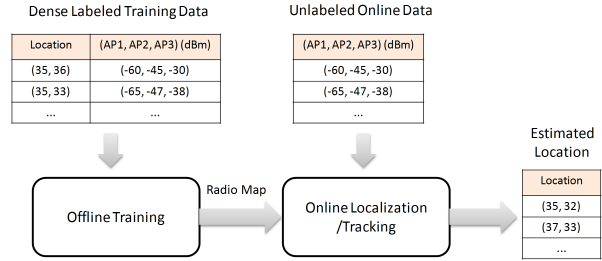 Dense Labeled Training Data
Location (AP1, AP2, AP3) (dBm)
(35, 36) (-60, -45, -30)
(35, 33) (-65, -47, -38)
... ...
Unlabeled Online Data
(AP1, AP2, AP3) (dBm)
(-60, -45, -30)
(-65, -47, -38)
...
Offline Training
Radio Map
Online Localization
/Tracking
Estimated
Location
Location
(35, 32)
(37, 33)
...